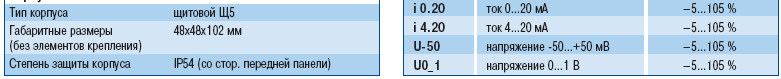 Тип корпуса щитовой Щ5
Габаритные размеры 48х48х102 мм
(без элементов крепления)
Степень защиты корпуса IP54 (со стор. передней панели)
i 0.20 ток 0...20 мА –5...105 %
i 4.20 ток 4...20 мА –5...105 %
U-50 напряжение -50...+50 мВ –5...105 %
U0_1 напряжение 0...1 В –5...105 %